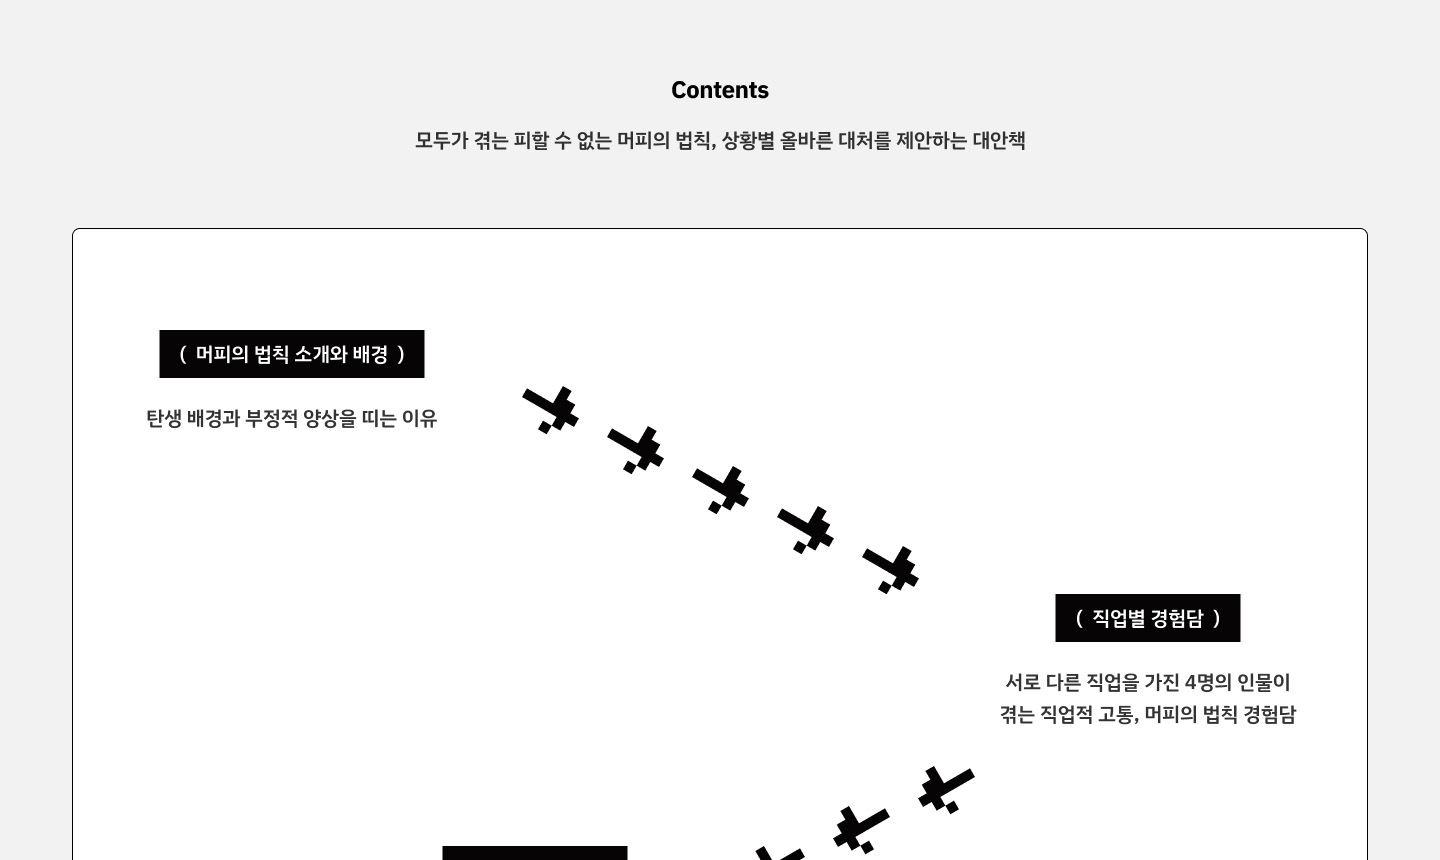 Contents
모두가 겪는 피할 수 없는 머피의 법칙, 상황별 올바른 대처를 제안하는 대안책
( 머피의 법칙 소개와 배경 )
탄생 배경과 부정적 양상을 띠는 이유
( 직업별 경험담 )
서로 다른 직업을 가진 4명의 인물이
겪는 직업적 고통, 머피의 법칙 경험담